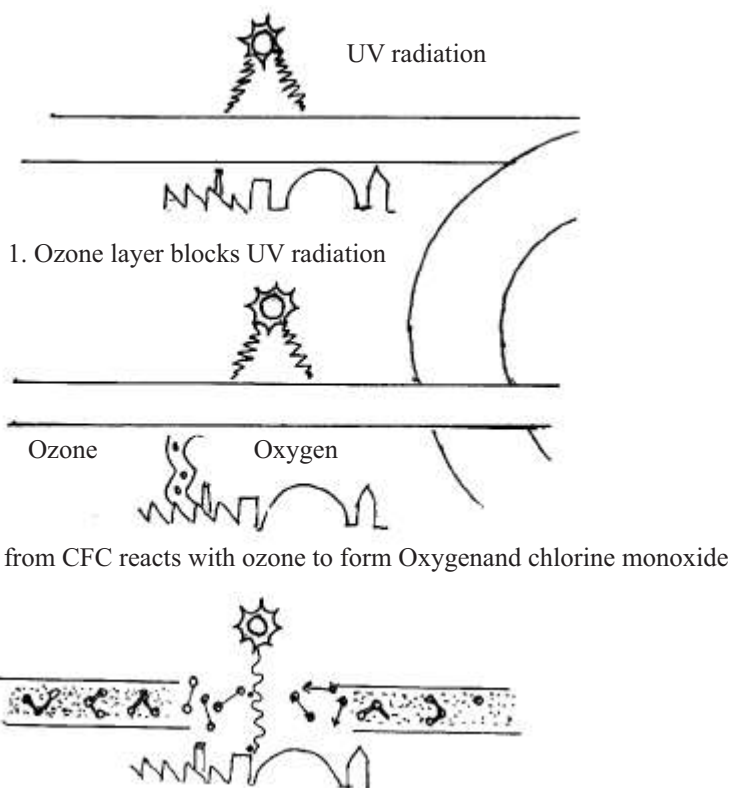 UV radiation
1. Ozone layer blocks UV radiation
Ozone Oxygen
from CFC reacts with ozone to form Oxygenand chlorine monoxide